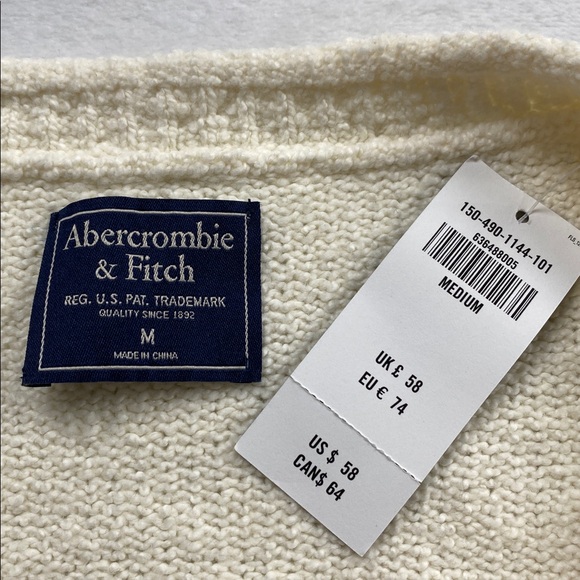 Abercrombie
& Fitch
REG. U.S. PAT. TRADEMARK
QUALITY SINCE 1892
M
MADE IN CHINA
150-490-1144-101
636488005
MEDIUM
UK £ 58
EU € 74
US $ 58
CAN$ 64